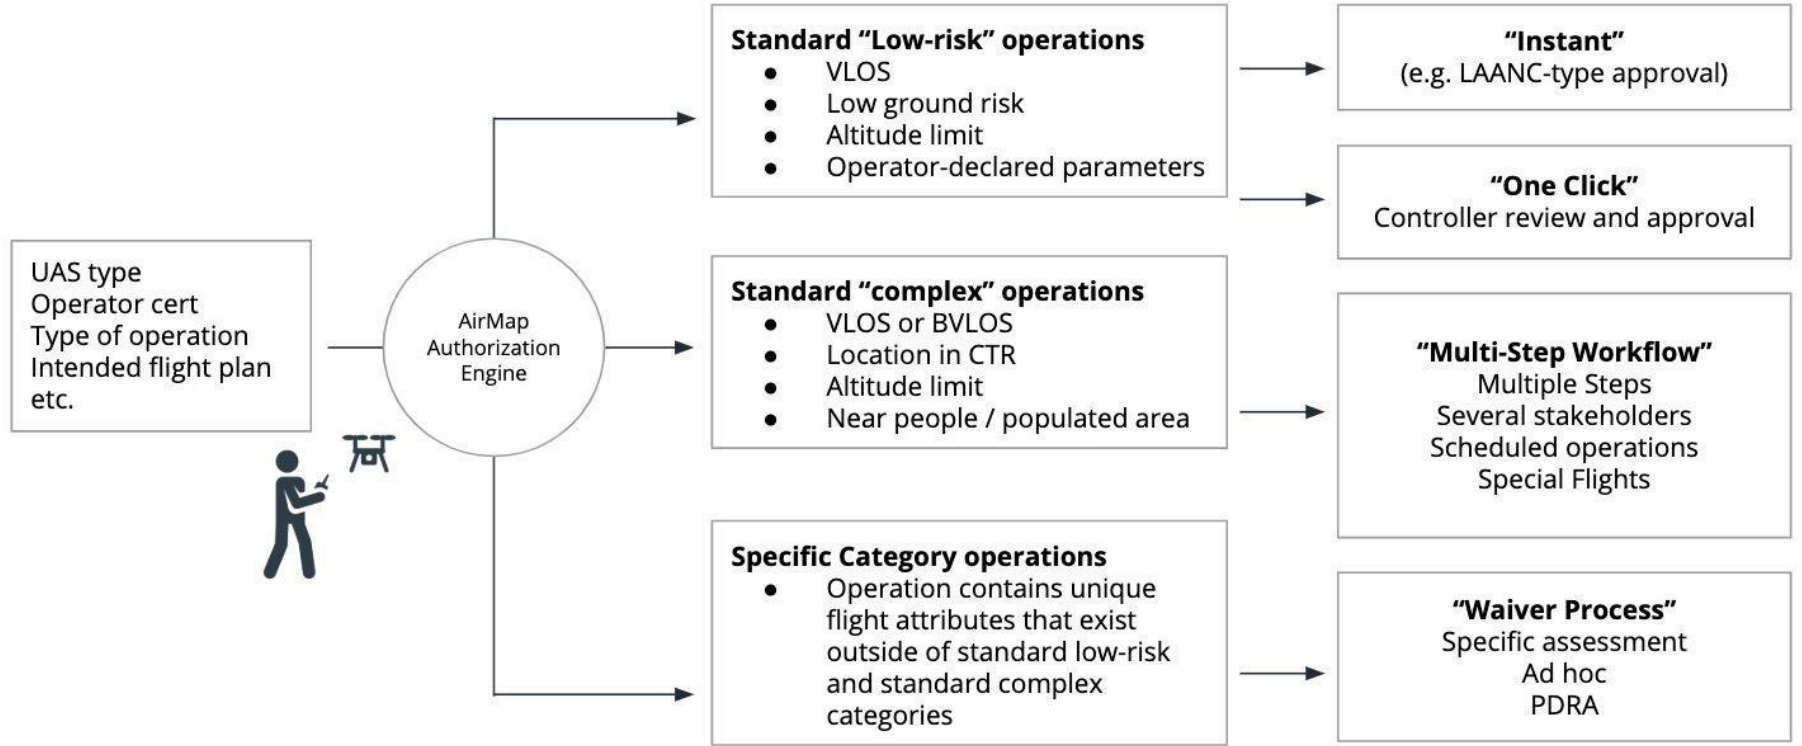 UAS type
Operator cert
Type of operation
Intended flight plan
etc.
AirMap
Authorization
Engine
Standard “Low-risk” operations
● VLOS
● Low ground risk
● Altitude limit
● Operator-declared parameters
Standard “complex” operations
● VLOS or BVLOS
● Location in CTR
● Altitude limit
● Near people / populated area
Specific Category operations
● Operation contains unique
flight attributes that exist
outside of standard low-risk
and standard complex
categories
“Instant”
(e.g. LAANC-type approval)
“One Click”
Controller review and approval
“Multi-Step Workflow”
Multiple Steps
Several stakeholders
Scheduled operations
Special Flights
“Waiver Process”
Specific assessment
Ad hoc
PDRA